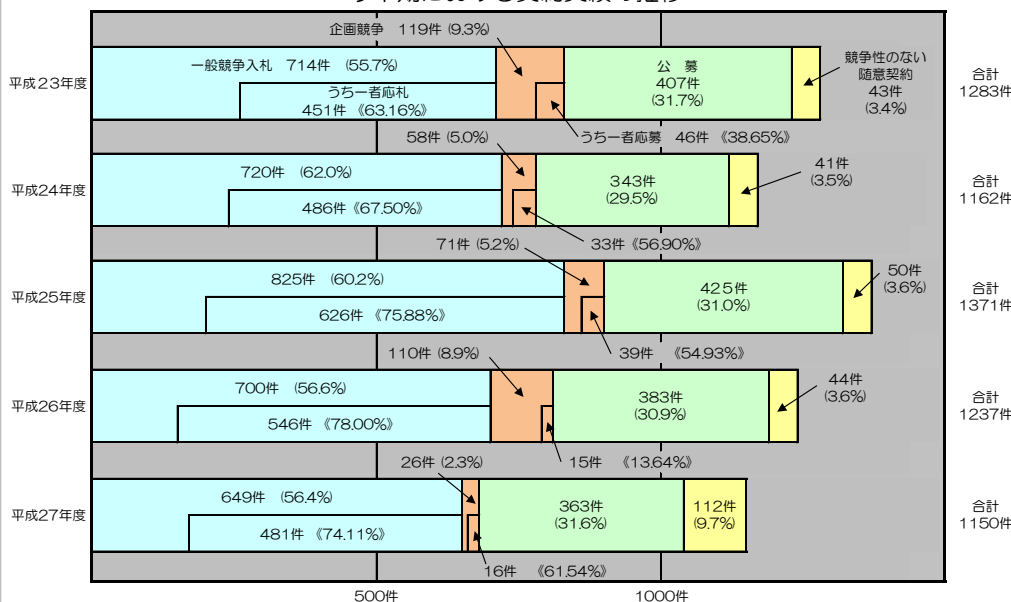 企画競争 119件 (9.3%)
一般競争入札 714件 (55.7%)
うち一者応札
451件 《63.16%》
公 募
407件
(31.7%)
競争性のない
随意契約
43件
(3.4%)
平成23年度
合計
1283件
うち一者応募 46件 《38.65%》
58件 (5.0%)
720件 (62.0%)
486件《67.50%》
343件
(29.5%)
41件
(3.5%)
平成24年度
合計
1162件
33件《56.90%》
71件 (5.2%)
825件 (60.2%)
626件 《75.88%》
425件
(31.0%)
50件
(3.6%)
平成25年度
合計
1371件
39件 《54.93%》
110件 (8.9%)
700件 (56.6%)
546件 《78.00%》
383件
(30.9%)
44件
(3.6%)
平成26年度
合計
1237件
15件 《13.64%》
26件 (2.3%)
649件 (56.4%)
481件 《74.11%》
363件
(31.6%)
112件
(9.7%)
平成27年度
合計
1150件
16件 《61.54%》
500件
1000件